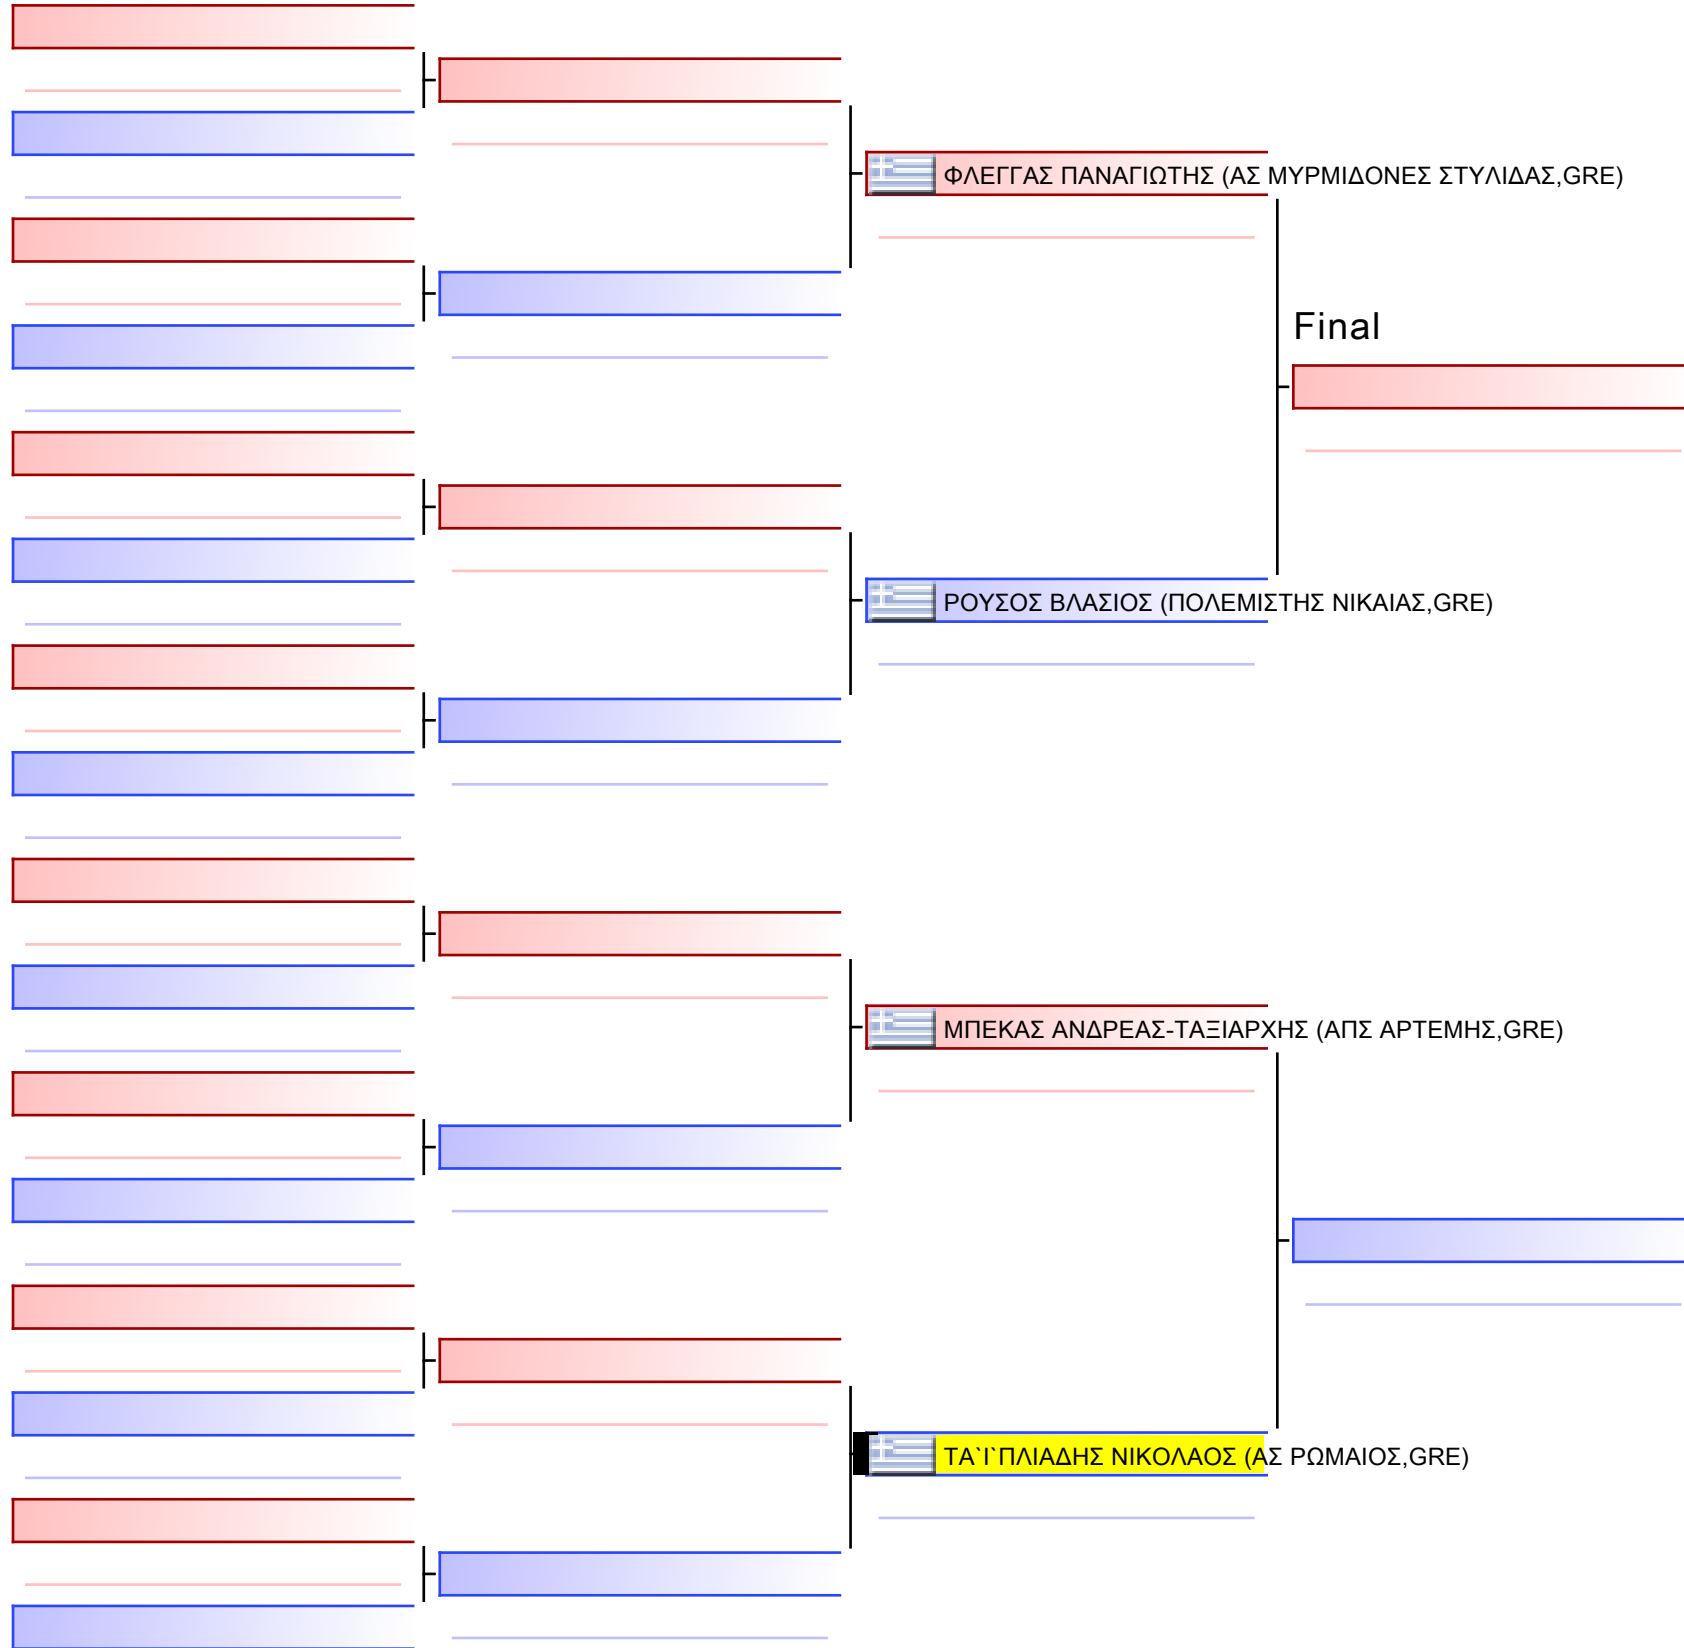 ΦΛΕΓΓΑΣ ΠΑΝΑΓΙΩΤΗΣ (ΑΣ ΜΥΡΜΙΔΟΝΕΣ ΣΤΥΛΙΔΑΣ,GRE)
Final
ΡΟΥΣΟΣ ΒΛΑΣΙΟΣ (ΠΟΛΕΜΙΣΤΗΣ ΝΙΚΑΙΑΣ,GRE)
ΜΠΕΚΑΣ ΑΝΔΡΕΑΣ-ΤΑΞΙΑΡΧΗΣ (ΑΠΣ ΑΡΤΕΜΗΣ,GRE)
ΤΑ`Ι`ΠΛΙΑΔΗΣ ΝΙΚΟΛΑΟΣ (ΑΣ ΡΩΜΑΙΟΣ,GRE)